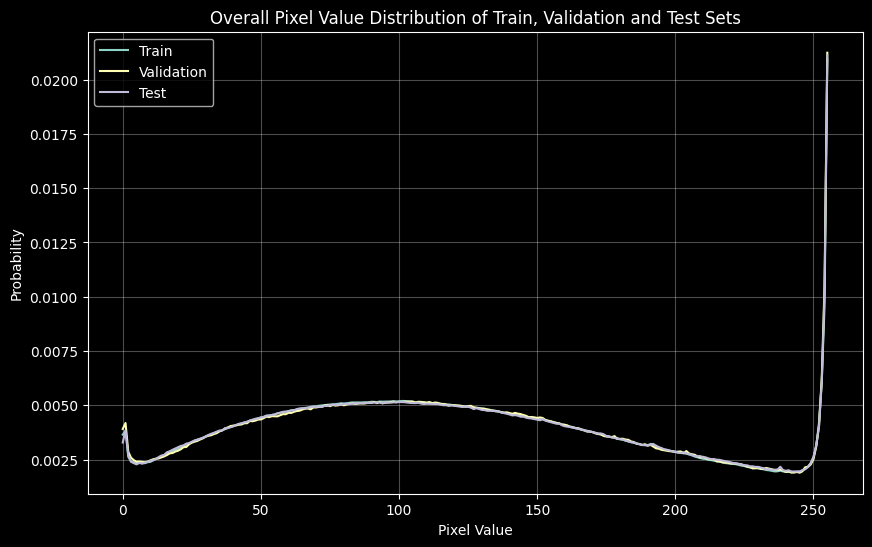 Overall Pixel Value Distribution of Train, Validation and Test Sets
Train
Validation
Test
0.0200
0.0175
0.0150
0.0125
0.0100
0.0075
0.0050
0.0025
Probability
0 50 100 150 200 250
Pixel Value